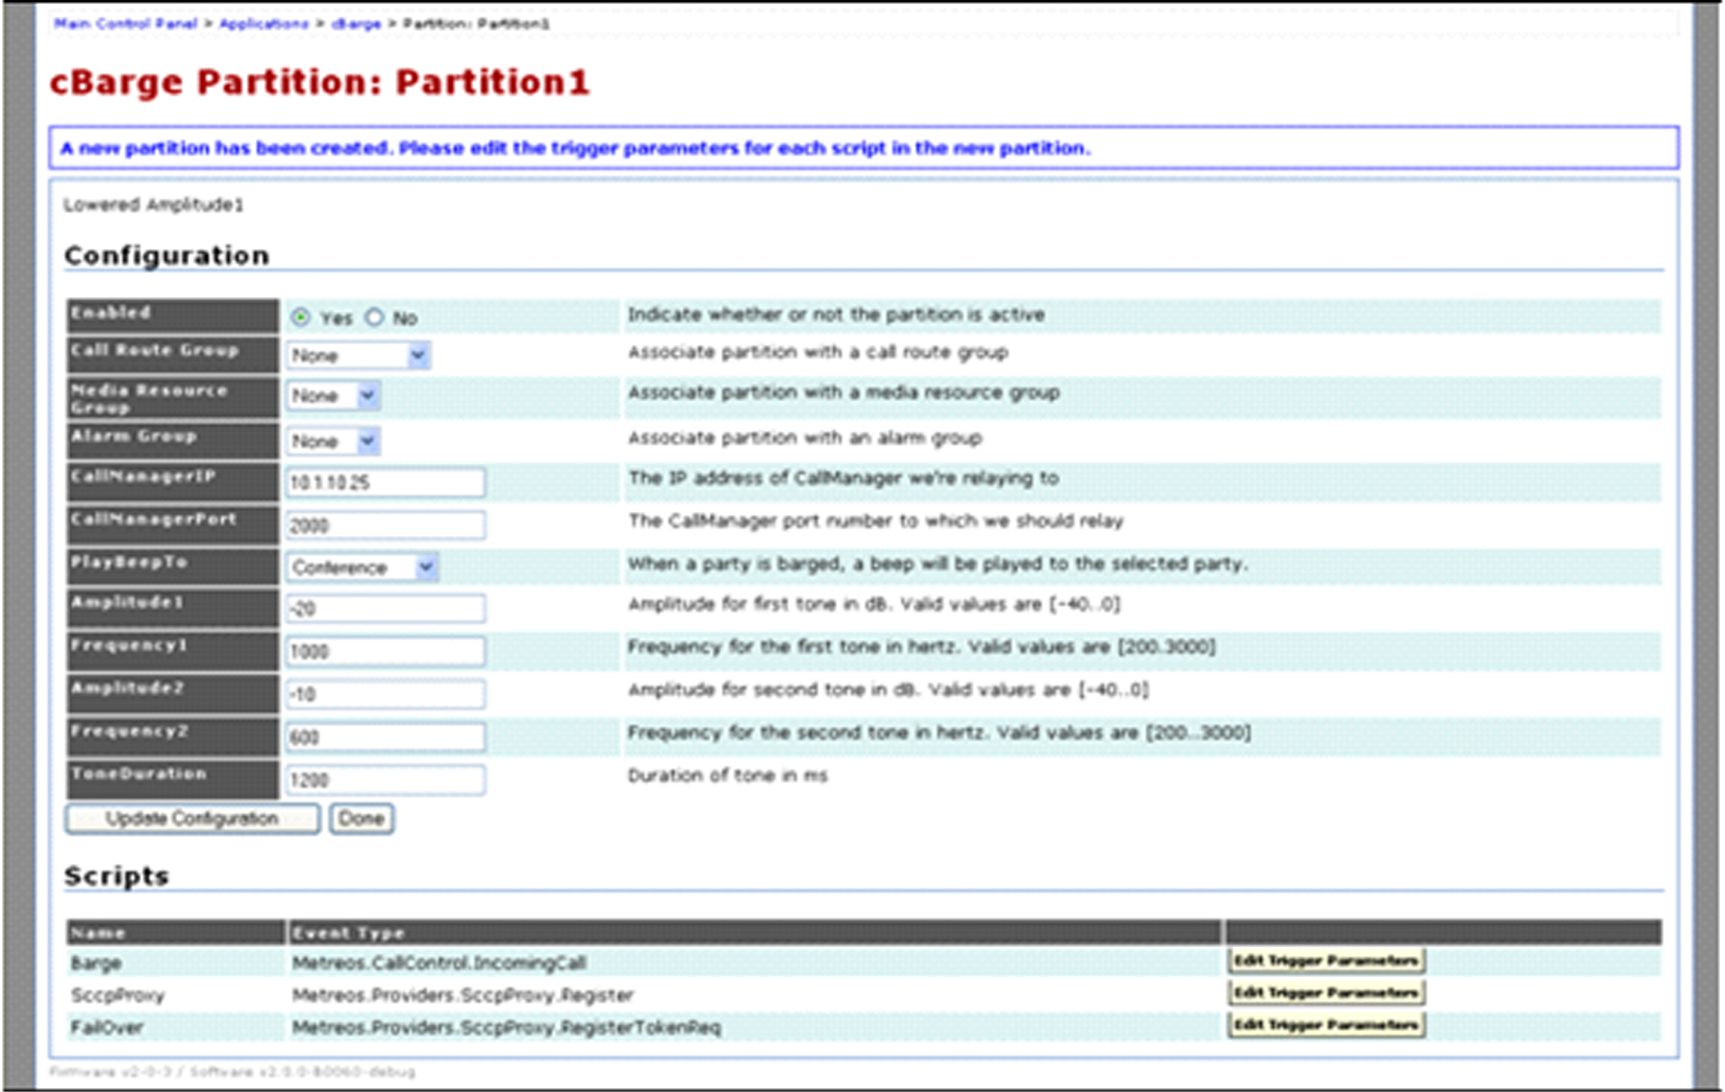 Main Control Panel > Applications > cBarge > Partition: Partition1
cBarge Partition: Partition1
A new partition has been created. Please edit the trigger parameters for each script in the new partition.
Lowered Amplitude1
Configuration
Enabled Yes No Indicate whether or not the partition is active
Call Route Group None Associate partition with a call route group
Media Resource Group None Associate partition with a media resource group
Alarm Group None Associate partition with an alarm group
CallManagerIP 10.1.10.25 The IP address of CallManager we're relaying to
CallManagerPort 2000 The CallManager port number to which we should relay
PlayBeepTo Conference When a party is barged, a beep will be played to the selected party.
Amplitude1 -20 Amplitude for first tone in dB. Valid values are [-40..0]
Frequency1 1000 Frequency for the first tone in hertz. Valid values are [200.3000]
Amplitude2 -10 Amplitude for second tone in dB. Valid values are [-40..0]
Frequency2 600 Frequency for the second tone in hertz. Valid values are [200...3000]
ToneDuration 1200 Duration of tone in ms
Update Configuration Done
Scripts
Name Event Type
Barge Metreos.CallControl.IncomingCall Edit Trigger Parameters
SccpProxy Metreos.Providers.SccpProxy.Register Edit Trigger Parameters
FailOver Metreos.Providers.SccpProxy.RegisterTokenReq Edit Trigger Parameters
Firmware v2-0-3 / Software